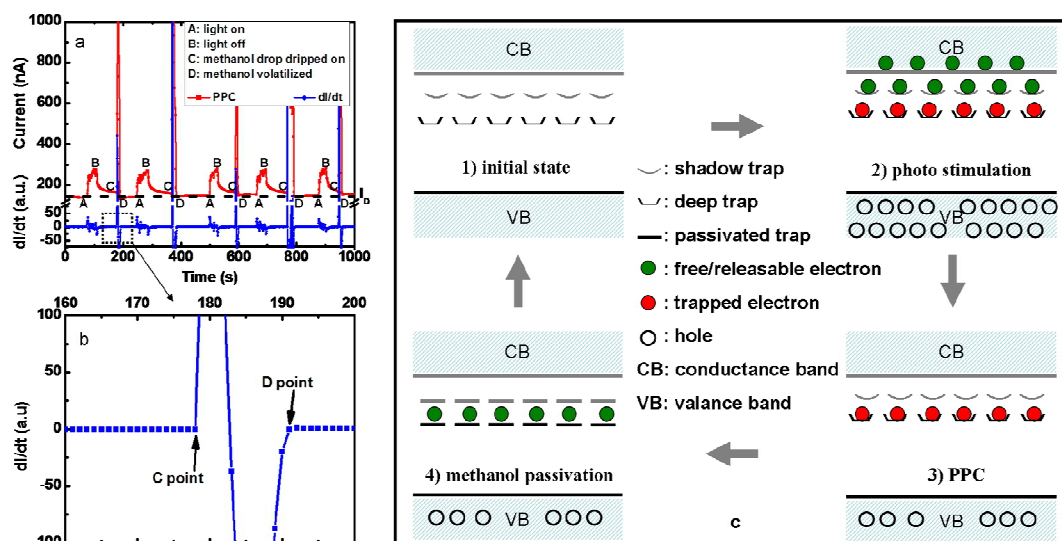 a
A: light on
B: light off
C: methanol drop dripped on
D: methanol volatilized
PPC
dI/dt
Current (nA)
1000
800
600
400
200
B B B B B
C C C C C
I
D
A D A D A D A D A D
dI/dt (a.u.)
50
0
-50
0 200 400 600 800 1000
Time (s)
160 170 180 190 200
b
dI/dt (a.u)
100
50
0
-50
-100
C point
D point
CB
1) initial state
VB
CB
2) photo stimulation
VB
: shadow trap
: deep trap
: passivated trap
: free/releasable electron
: trapped electron
: hole
CB: conductance band
VB: valance band
CB
4) methanol passivation
VB
CB
3) PPC
VB
c